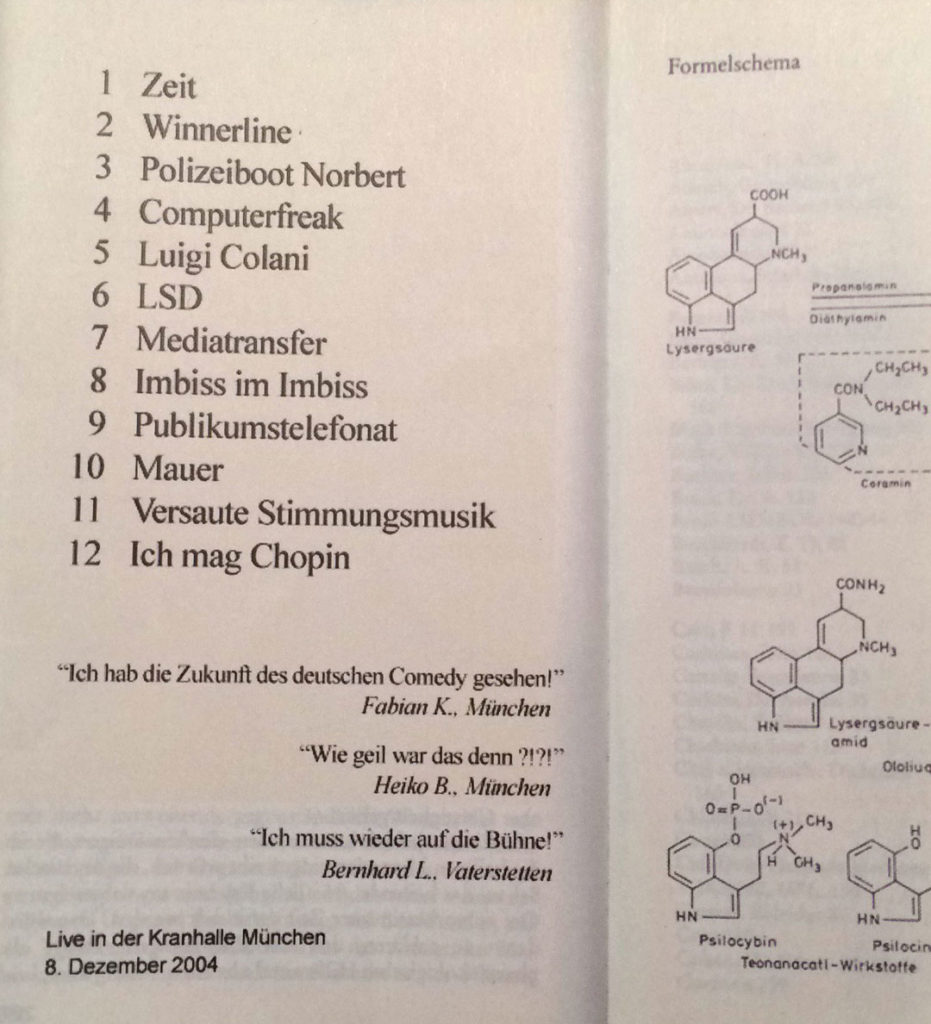 1 Zeit
2 Winnerline
3 Polizeiboot Norbert
4 Computerfreak
5 Luigi Colani
6 LSD
7 Mediatransfer
8 Imbiss im Imbiss
9 Publikumstelefonat
10 Mauer
11 Versaute Stimmungsmusik
12 Ich mag Chopin
“Ich hab die Zukunft des deutschen Comedy gesehen!”
Fabian K., München
“Wie geil war das denn ?!?!”
Heiko B., München
“Ich muss wieder auf die Bühne!”
Bernhard L., Vaterstetten
Live in der Kranhalle München
8. Dezember 2004
Formelschema
COOH
NCH3
HN
Lysergsäure
Propanolamin
Diäthylamin
CH2CH3
CON
CH2CH3
N
Coramin
CONH2
NCH3
HN
Lysergsäure-
amid
Ololiuq
OH
O=P-O(-)
O
(+)
CH3
N
H
CH3
HN
Psilocybin
H
O
HN
Psilocin
Teonanacatl-Wirkstoffe